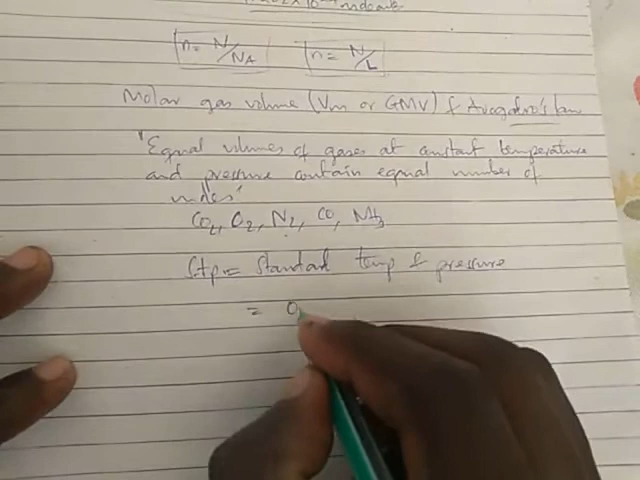 n = N/NA n = N/L
Molar gas volume (Vm or GMV) & Avogadro's law
"Equal volumes of gases at constant temperature
and pressure contain equal number of
moles"
CO2, O2, N2, CO, NH3
Stp = Standard temp & pressure
= 0